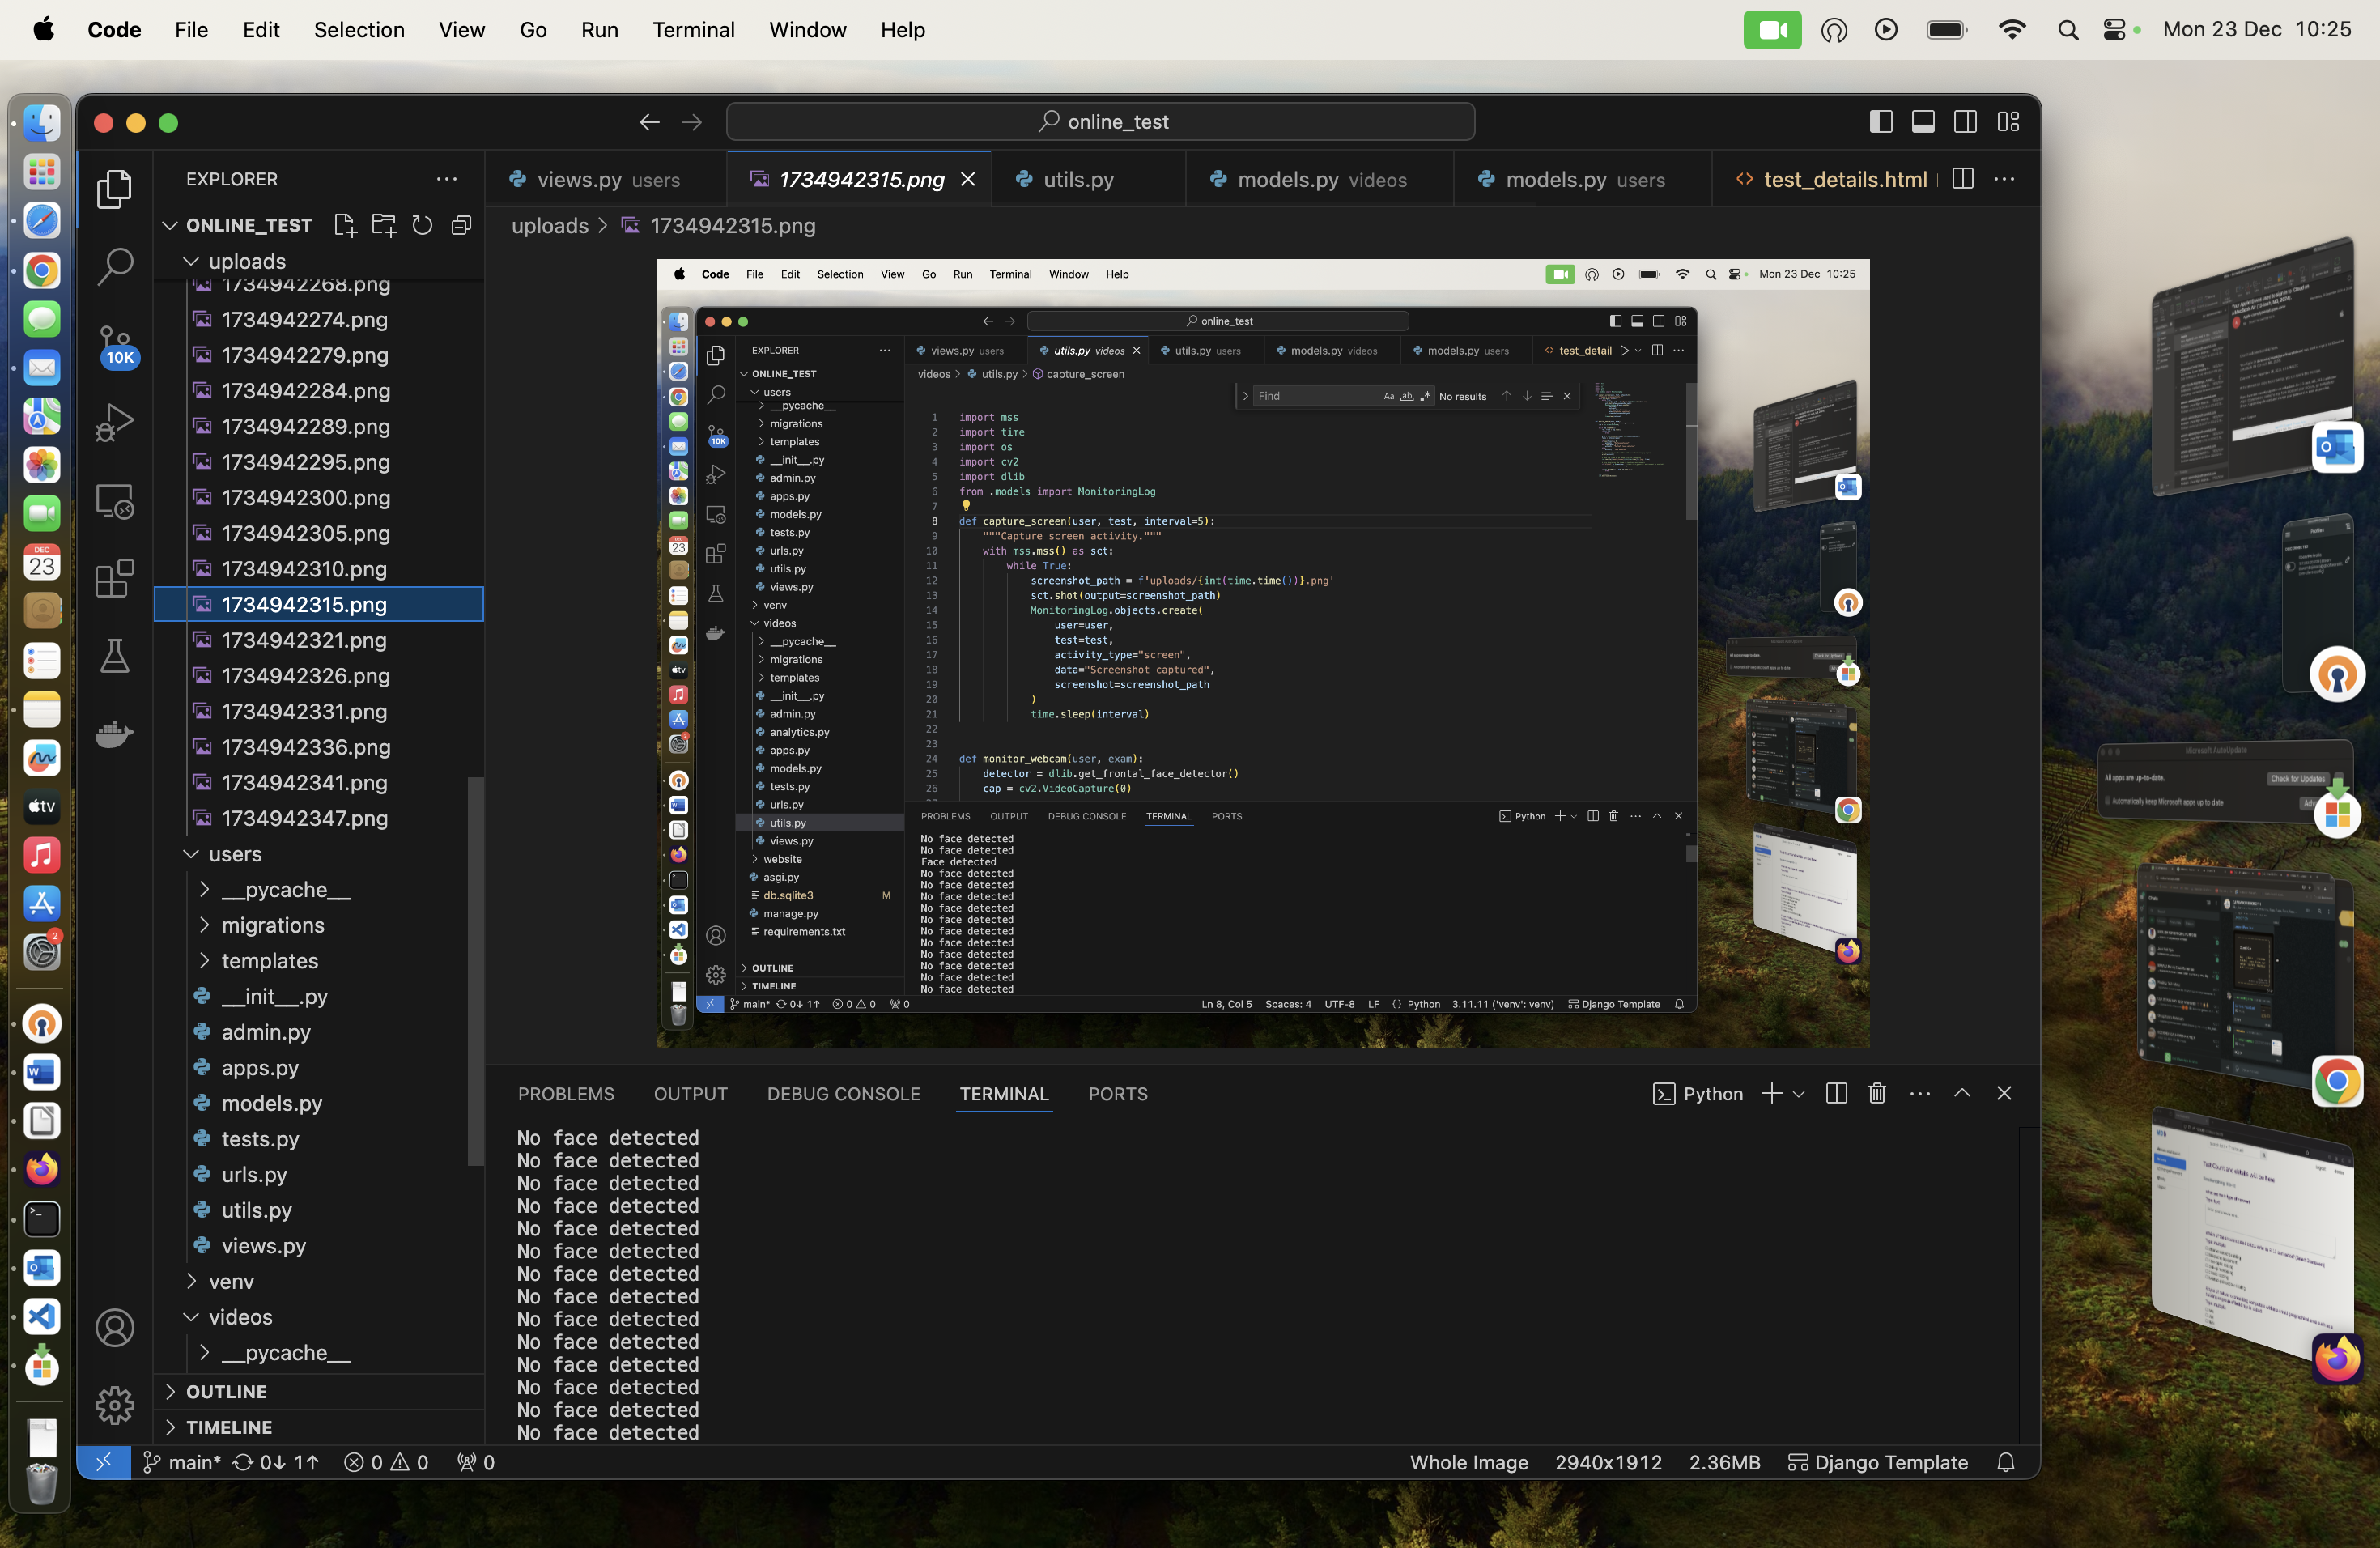 Code File Edit Selection View Go Run Terminal Window Help
Mon 23 Dec 10:25
online_test
EXPLORER
ONLINE_TEST
uploads
1734942268.png
1734942274.png
1734942279.png
1734942284.png
1734942289.png
1734942295.png
1734942300.png
1734942305.png
1734942310.png
1734942315.png
1734942321.png
1734942326.png
1734942331.png
1734942336.png
1734942341.png
1734942347.png
users
__pycache__
migrations
templates
__init__.py
admin.py
apps.py
models.py
tests.py
urls.py
utils.py
views.py
venv
videos
__pycache__
OUTLINE
TIMELINE
10K
DEC
23
tv
2
views.py users
1734942315.png
utils.py
models.py videos
models.py users
test_details.html
uploads > 1734942315.png
Code File Edit Selection View Go Run Terminal Window Help
Mon 23 Dec 10:25
online_test
EXPLORER
ONLINE_TEST
users
__pycache__
migrations
templates
__init__.py
admin.py
apps.py
models.py
tests.py
urls.py
utils.py
views.py
venv
videos
__pycache__
migrations
templates
__init__.py
admin.py
analytics.py
apps.py
models.py
tests.py
urls.py
utils.py
views.py
website
asgi.py
db.sqlite3 M
manage.py
requirements.txt
OUTLINE
TIMELINE
10K
23
tv
views.py users
utils.py videos
utils.py users
models.py videos
models.py users
test_detail
videos > utils.py > capture_screen
Find Aa ab .* No results
1 import mss
2 import time
3 import os
4 import cv2
5 import dlib
6 from .models import MonitoringLog
7
8 def capture_screen(user, test, interval=5):
9 """Capture screen activity."""
10 with mss.mss() as sct:
11 while True:
12 screenshot_path = f'uploads/{int(time.time())}.png'
13 sct.shot(output=screenshot_path)
14 MonitoringLog.objects.create(
15 user=user,
16 test=test,
17 activity_type="screen",
18 data="Screenshot captured",
19 screenshot=screenshot_path
20 )
21 time.sleep(interval)
22
23
24 def monitor_webcam(user, exam):
25 detector = dlib.get_frontal_face_detector()
26 cap = cv2.VideoCapture(0)
PROBLEMS OUTPUT DEBUG CONSOLE TERMINAL PORTS
Python
No face detected
No face detected
Face detected
No face detected
No face detected
No face detected
No face detected
No face detected
No face detected
No face detected
No face detected
No face detected
No face detected
No face detected
main* 0↓ 1↑ 0 0 0
Ln 8, Col 5 Spaces: 4 UTF-8 LF {} Python 3.11.11 ('venv': venv) Django Template
PROBLEMS OUTPUT DEBUG CONSOLE TERMINAL PORTS
Python
No face detected
No face detected
No face detected
No face detected
No face detected
No face detected
No face detected
No face detected
No face detected
No face detected
No face detected
No face detected
No face detected
No face detected
main* 0↓ 1↑ 0 0 0
Whole Image 2940x1912 2.36MB Django Template
Microsoft AutoUpdate
All apps are up-to-date.
Check for Updates
Automatically keep Microsoft apps up to date